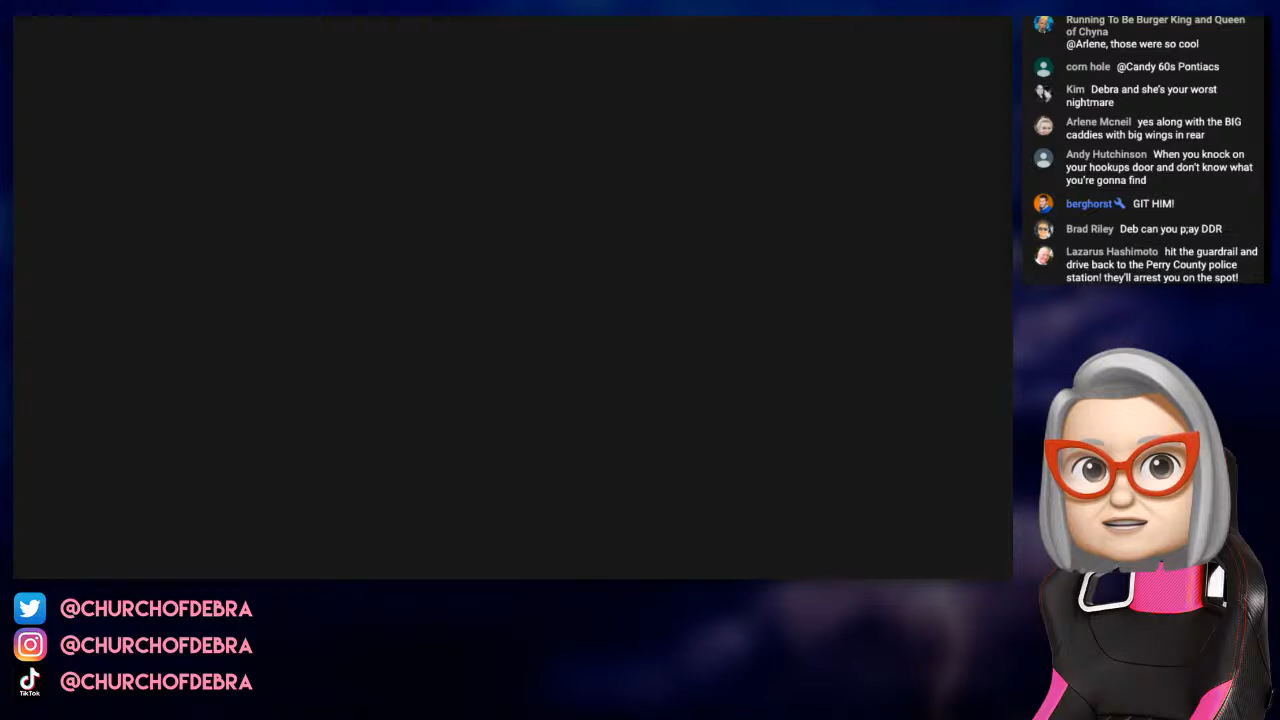 Running To Be Burger King and Queen
of Chyna
@Arlene, those were so cool
corn hole @Candy 60s Pontiacs
Kim Debra and she's your worst
nightmare
Arlene Mcneil yes along with the BIG
caddies with big wings in rear
Andy Hutchinson When you knock on
your hookups door and don't know what
you're gonna find
berghorst GIT HIM!
Brad Riley Deb can you p;ay DDR
Lazarus Hashimoto hit the guardrail and
drive back to the Perry County police
station! they'll arrest you on the spot!
@CHURCHOFDEBRA
@CHURCHOFDEBRA
TikTok
@CHURCHOFDEBRA